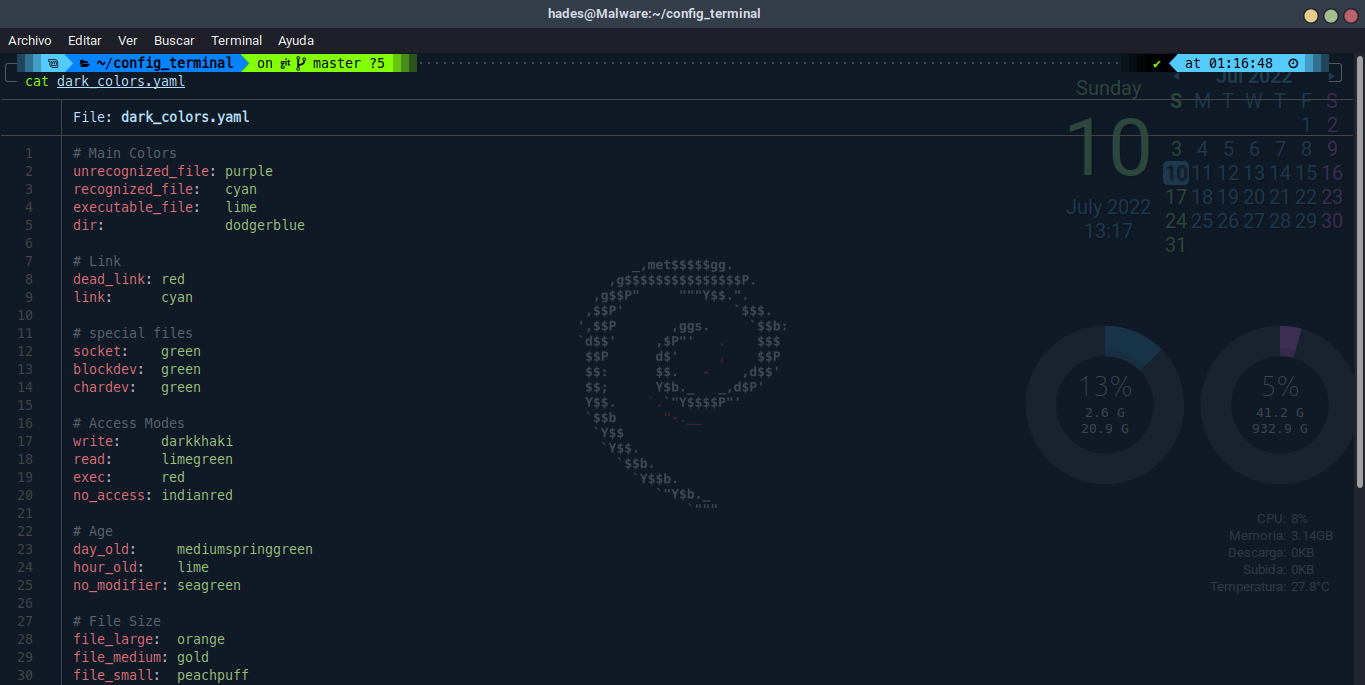 hades@Malware:~/config_terminal
Archivo Editar Ver Buscar Terminal Ayuda
~/config_terminal on git master ?5 ✔ at 01:16:48
cat dark_colors.yaml
File: dark_colors.yaml
1 # Main Colors
2 unrecognized_file: purple
3 recognized_file: cyan
4 executable_file: lime
5 dir: dodgerblue
6
7 # Link
8 dead_link: red
9 link: cyan
10
11 # special files
12 socket: green
13 blockdev: green
14 chardev: green
15
16 # Access Modes
17 write: darkkhaki
18 read: limegreen
19 exec: red
20 no_access: indianred
21
22 # Age
23 day_old: mediumspringgreen
24 hour_old: lime
25 no_modifier: seagreen
26
27 # File Size
28 file_large: orange
29 file_medium: gold
30 file_small: peachpuff
Sunday
10
July 2022
13:17
Jul 2022
S M T W T F S
1 2
3 4 5 6 7 8 9
10 11 12 13 14 15 16
17 18 19 20 21 22 23
24 25 26 27 28 29 30
31
_,met$$$$$gg.
,g$$$$$$$$$$$$$$$P.
,g$$P" """Y$$.".
,$$P' `$$$.
',$$P ,ggs. `$$b:
`d$$' ,$P"' . $$$
$$P d$' , $$P
$$: $$. - ,d$$'
$$; Y$b._ _,d$P'
Y$$. `.`"Y$$$$P"'
`$$b "-.__
`Y$$
`Y$$.
`$$b.
`Y$$b.
`"Y$b._
`"""
13%
2.6 G
20.9 G
5%
41.2 G
932.9 G
CPU: 8%
Memoria: 3.14GB
Descarga: 0KB
Subida: 0KB
Temperatura: 27.8°C